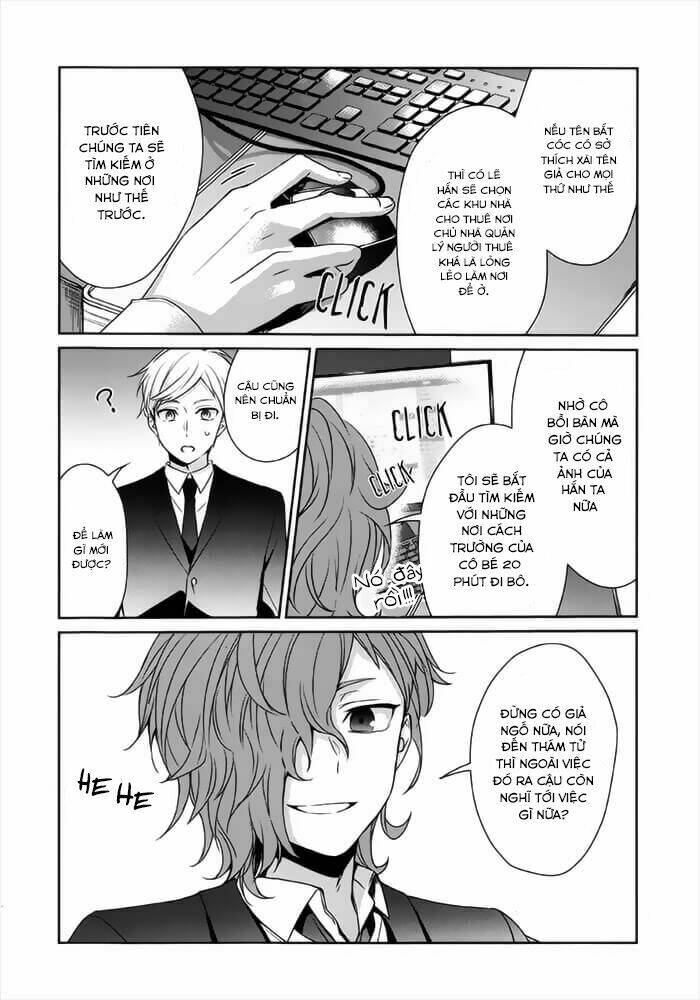 NẾU TÊN BẮT
CÓC CÓ SỞ
THÍCH XÀI TÊN
GIẢ CHO MỌI
THỨ NHƯ THẾ
THÌ CÓ LẼ
HẮN SẼ CHỌN
CÁC KHU NHÀ
CHO THUÊ NƠI
CHỦ NHÀ QUẢN
LÝ NGƯỜI THUÊ
KHÁ LÀ LỎNG
LẺO LÀM NƠI
ĐỂ Ở.
TRƯỚC TIÊN
CHÚNG TA SẼ
TÌM KIẾM Ở
NHỮNG NƠI
NHƯ THẾ
TRƯỚC.
CLICK
NHỜ CÔ
BỒI BÀN MÀ
GIỜ CHÚNG
TA CÓ CẢ
ẢNH CỦA
HẮN TA
NỮA
TÔI SẼ BẮT
ĐẦU TÌM KIẾM
VỚI NHỮNG
NƠI CÁCH
TRƯỜNG CỦA
CÔ BÉ 20
PHÚT ĐI BỘ.
CLICK
CLICK
Nó đây
rồi!!!
CẬU CŨNG
NÊN CHUẨN
BỊ ĐI.
?
ĐỂ LÀM
GÌ MỚI
ĐƯỢC?
ĐỪNG CÓ GIẢ
NGỐ NỮA, NÓI
ĐẾN THÁM TỬ
THÌ NGOÀI VIỆC
ĐÓ RA CẬU CÒN
NGHĨ TỚI VIỆC
GÌ NỮA?
HE HE